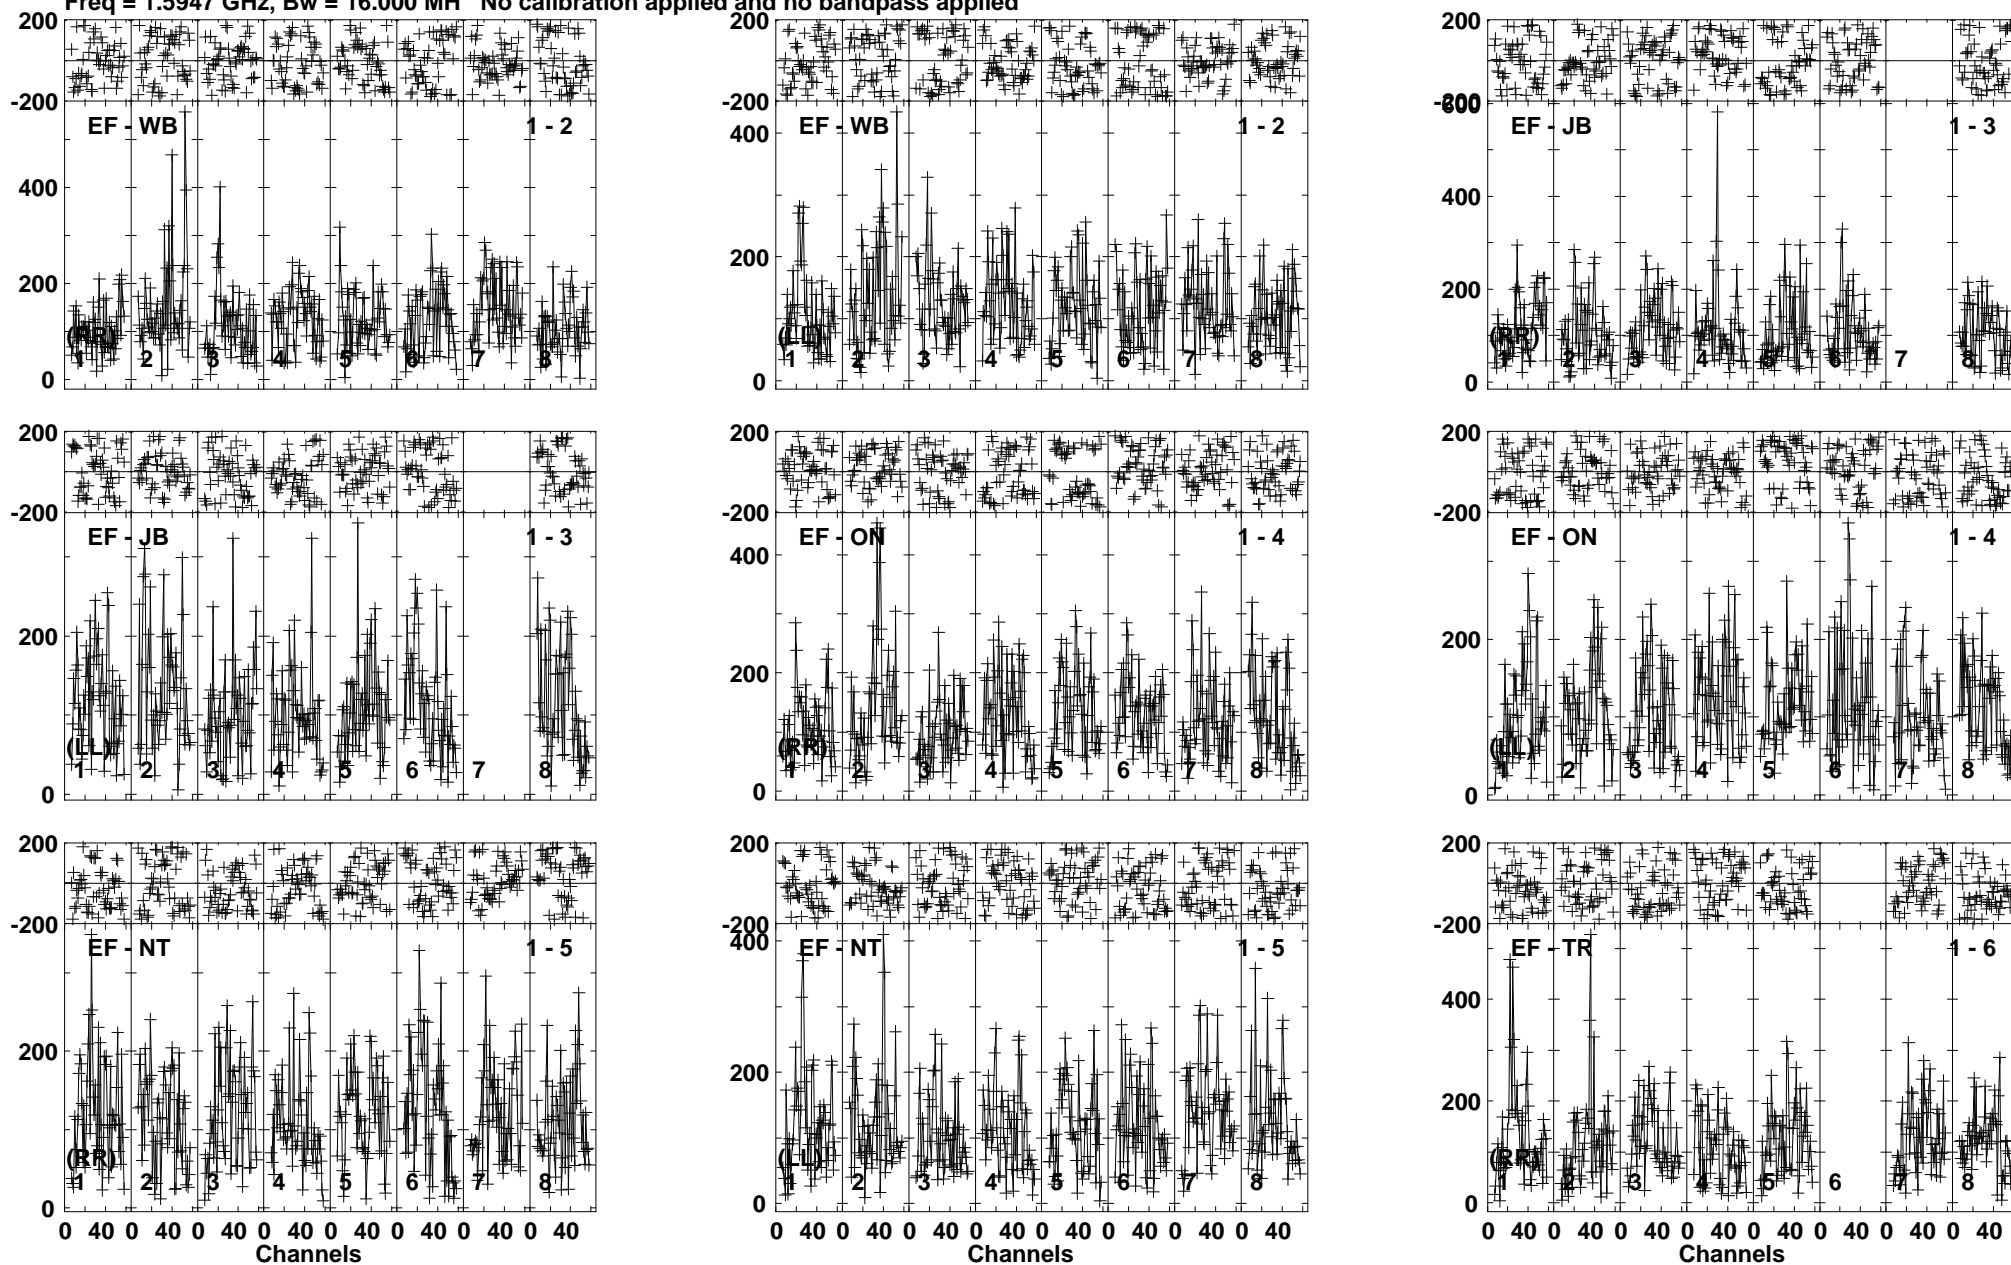 Freq = 1.5947 GHz, Bw = 16.000 MH No calibration applied and no bandpass applied
200 200 200
-200 -200 -200
EF - WB 1 - 2 EF - WB 1 - 2 EF - JB 1 - 3
600
400 400 400
200 200 200
(RR) (LL) (RR)
1 2 3 4 5 6 7 8 1 2 3 4 5 6 7 8 1 2 3 4 5 6 7 8
0 0 0
200 200 200
-200 -200 -200
EF - JB 1 - 3 EF - ON 1 - 4 EF - ON 1 - 4
400
200 200 200
(LL) (RR) (LL)
1 2 3 4 5 6 7 8 1 2 3 4 5 6 7 8 1 2 3 4 5 6 7 8
0 0 0
200 200 200
-200 -200 -200
EF - NT 1 - 5 EF - NT 1 - 5 EF - TR 1 - 6
400 400
200 200 200
(RR) (LL) (RR)
1 2 3 4 5 6 7 8 1 2 3 4 5 6 7 8 1 2 3 4 5 6 7 8
0 0 0
0 40 0 40 0 40 0 40 0 40 0 40 0 40 0 40 0 40 0 40 0 40 0 40 0 40 0 40 0 40 0 40 0 40 0 40 0 40 0 40 0 40 0 40 0 40 0 40
Channels Channels Channels